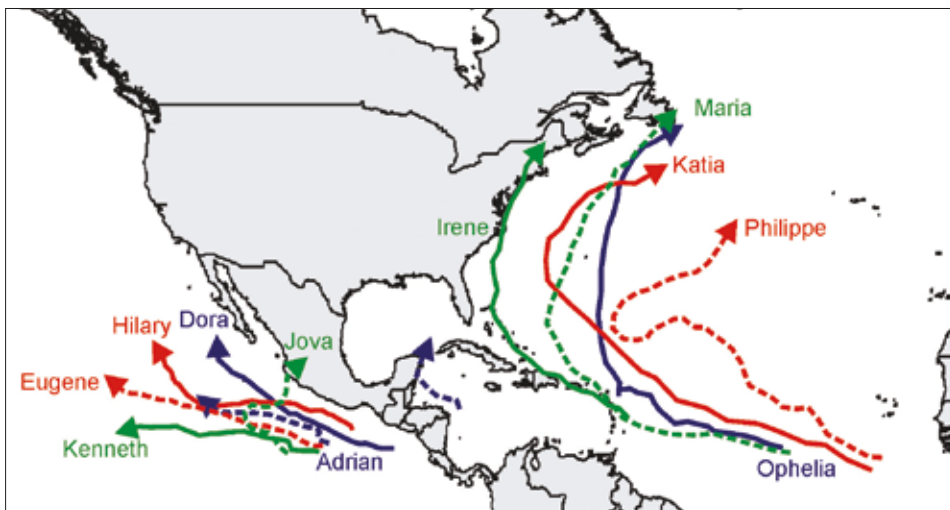 Maria
Katia
Irene
Philippe
Dora
Hilary
Jova
Eugene
Kenneth
Adrian
Ophelia